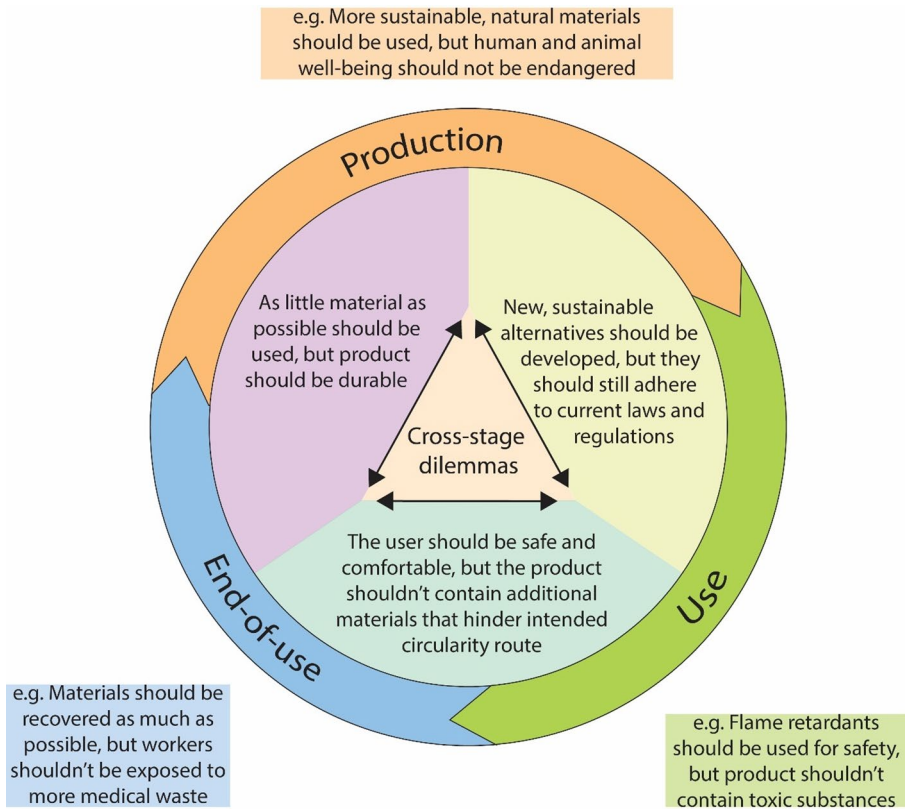 e.g. More sustainable, natural materials
should be used, but human and animal
well-being should not be endangered
Production
As little material as
possible should be
used, but product
should be durable
New, sustainable
alternatives should be
developed, but they
should still adhere
to current laws and
regulations
Cross-stage
dilemmas
The user should be safe and
comfortable, but the product
shouldn't contain additional
materials that hinder intended
circularity route
End-of-use
Use
e.g. Materials should be
recovered as much as
possible, but workers
shouldn't be exposed to
more medical waste
e.g. Flame retardants
should be used for safety,
but product shouldn't
contain toxic substances